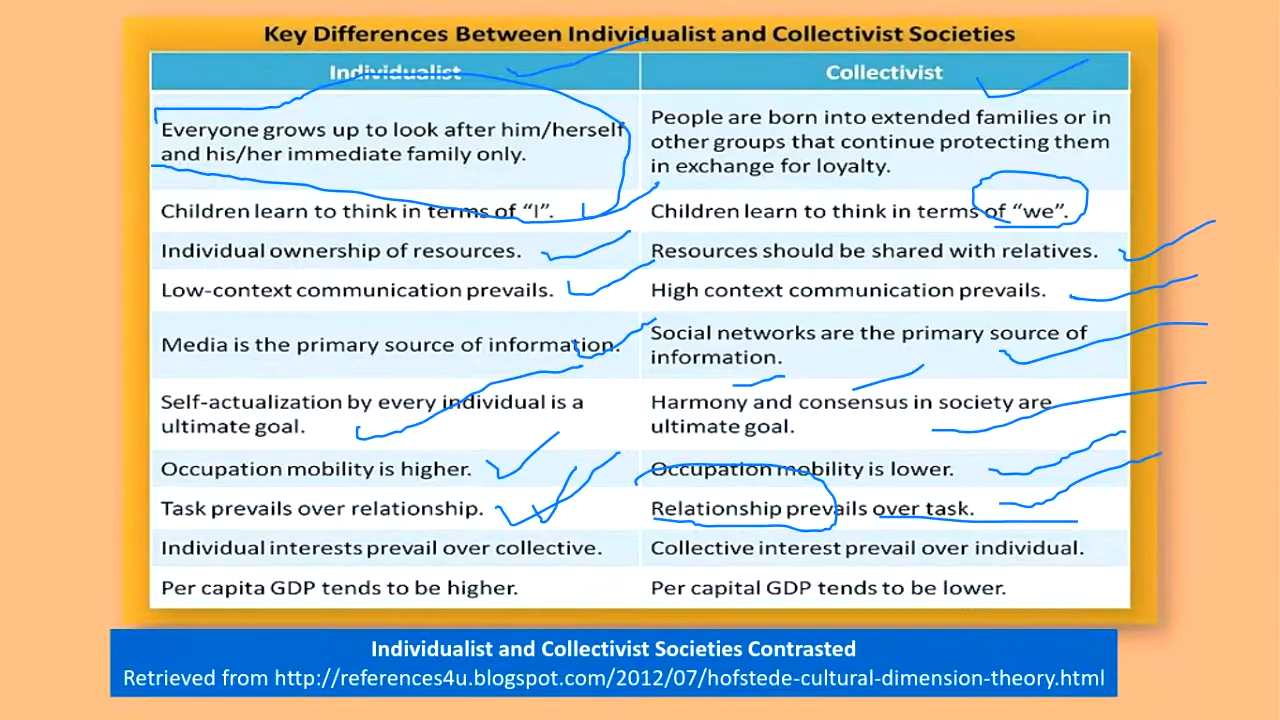 Key Differences Between Individualist and Collectivist Societies
Individualist
Collectivist
Everyone grows up to look after him/herself
and his/her immediate family only.
People are born into extended families or in
other groups that continue protecting them
in exchange for loyalty.
Children learn to think in terms of “I”.
Children learn to think in terms of “we”.
Individual ownership of resources.
Resources should be shared with relatives.
Low-context communication prevails.
High context communication prevails.
Media is the primary source of information.
Social networks are the primary source of
information.
Self-actualization by every individual is a
ultimate goal.
Harmony and consensus in society are
ultimate goal.
Occupation mobility is higher.
Occupation mobility is lower.
Task prevails over relationship.
Relationship prevails over task.
Individual interests prevail over collective.
Collective interest prevail over individual.
Per capita GDP tends to be higher.
Per capital GDP tends to be lower.
Individualist and Collectivist Societies Contrasted
Retrieved from http://references4u.blogspot.com/2012/07/hofstede-cultural-dimension-theory.html